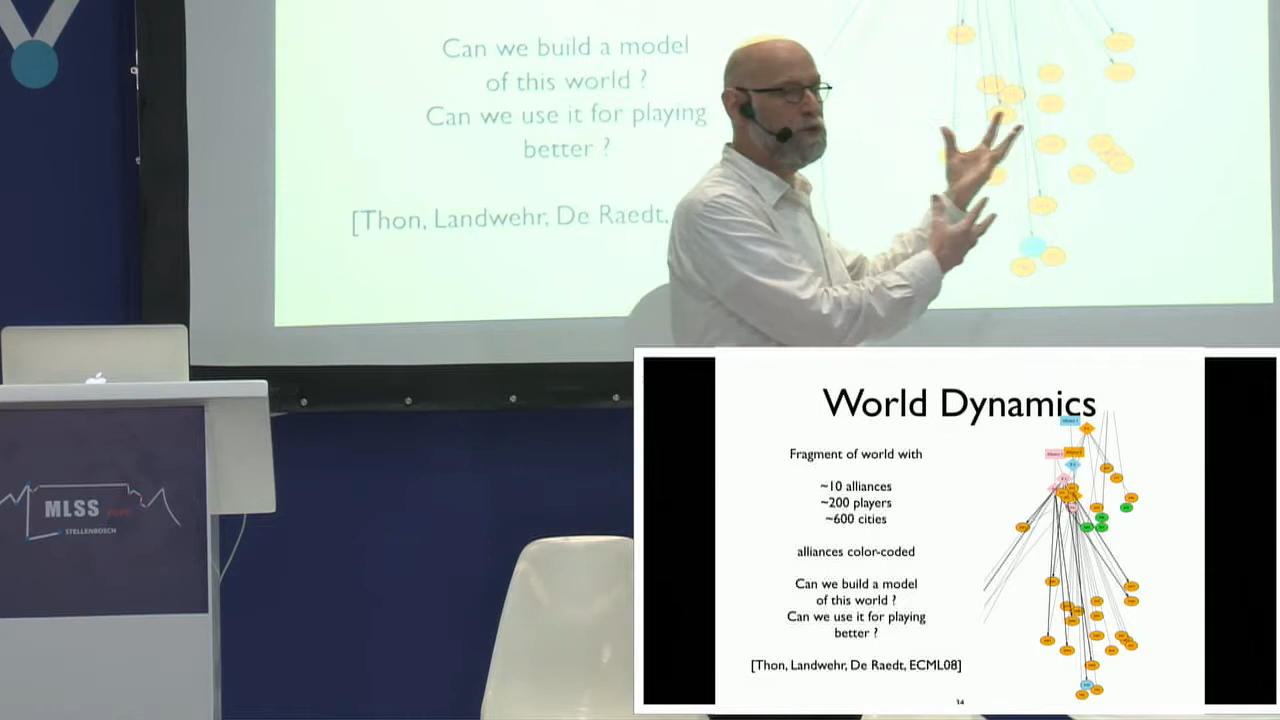 Can we build a model
of this world ?
Can we use it for playing
better ?
[Thon, Landwehr, De Raedt,
MLSS
STELLENBOSCH
World Dynamics
Fragment of world with
~10 alliances
~200 players
~600 cities
alliances color-coded
Can we build a model
of this world ?
Can we use it for playing
better ?
[Thon, Landwehr, De Raedt, ECML08]